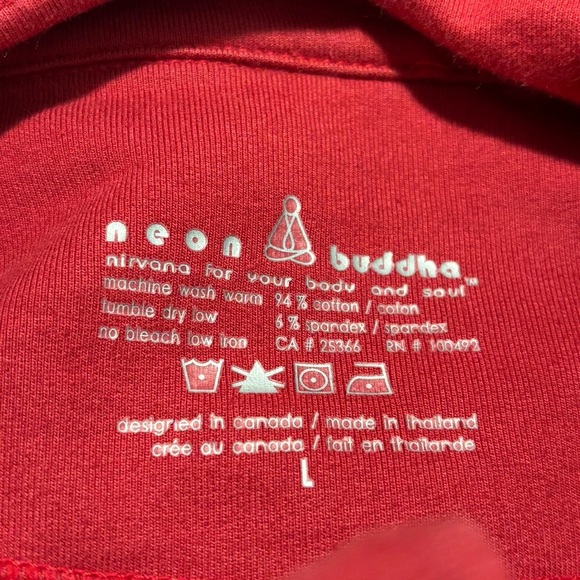 neon buddha
nirvana for your body and soul™
machine wash warm 94% cotton / coton
tumble dry low 6% spandex / spandex
no bleach low iron CA # 25366 RN # 100492
designed in canada / made in thailand
crée au canada / fait en thaïlande
L